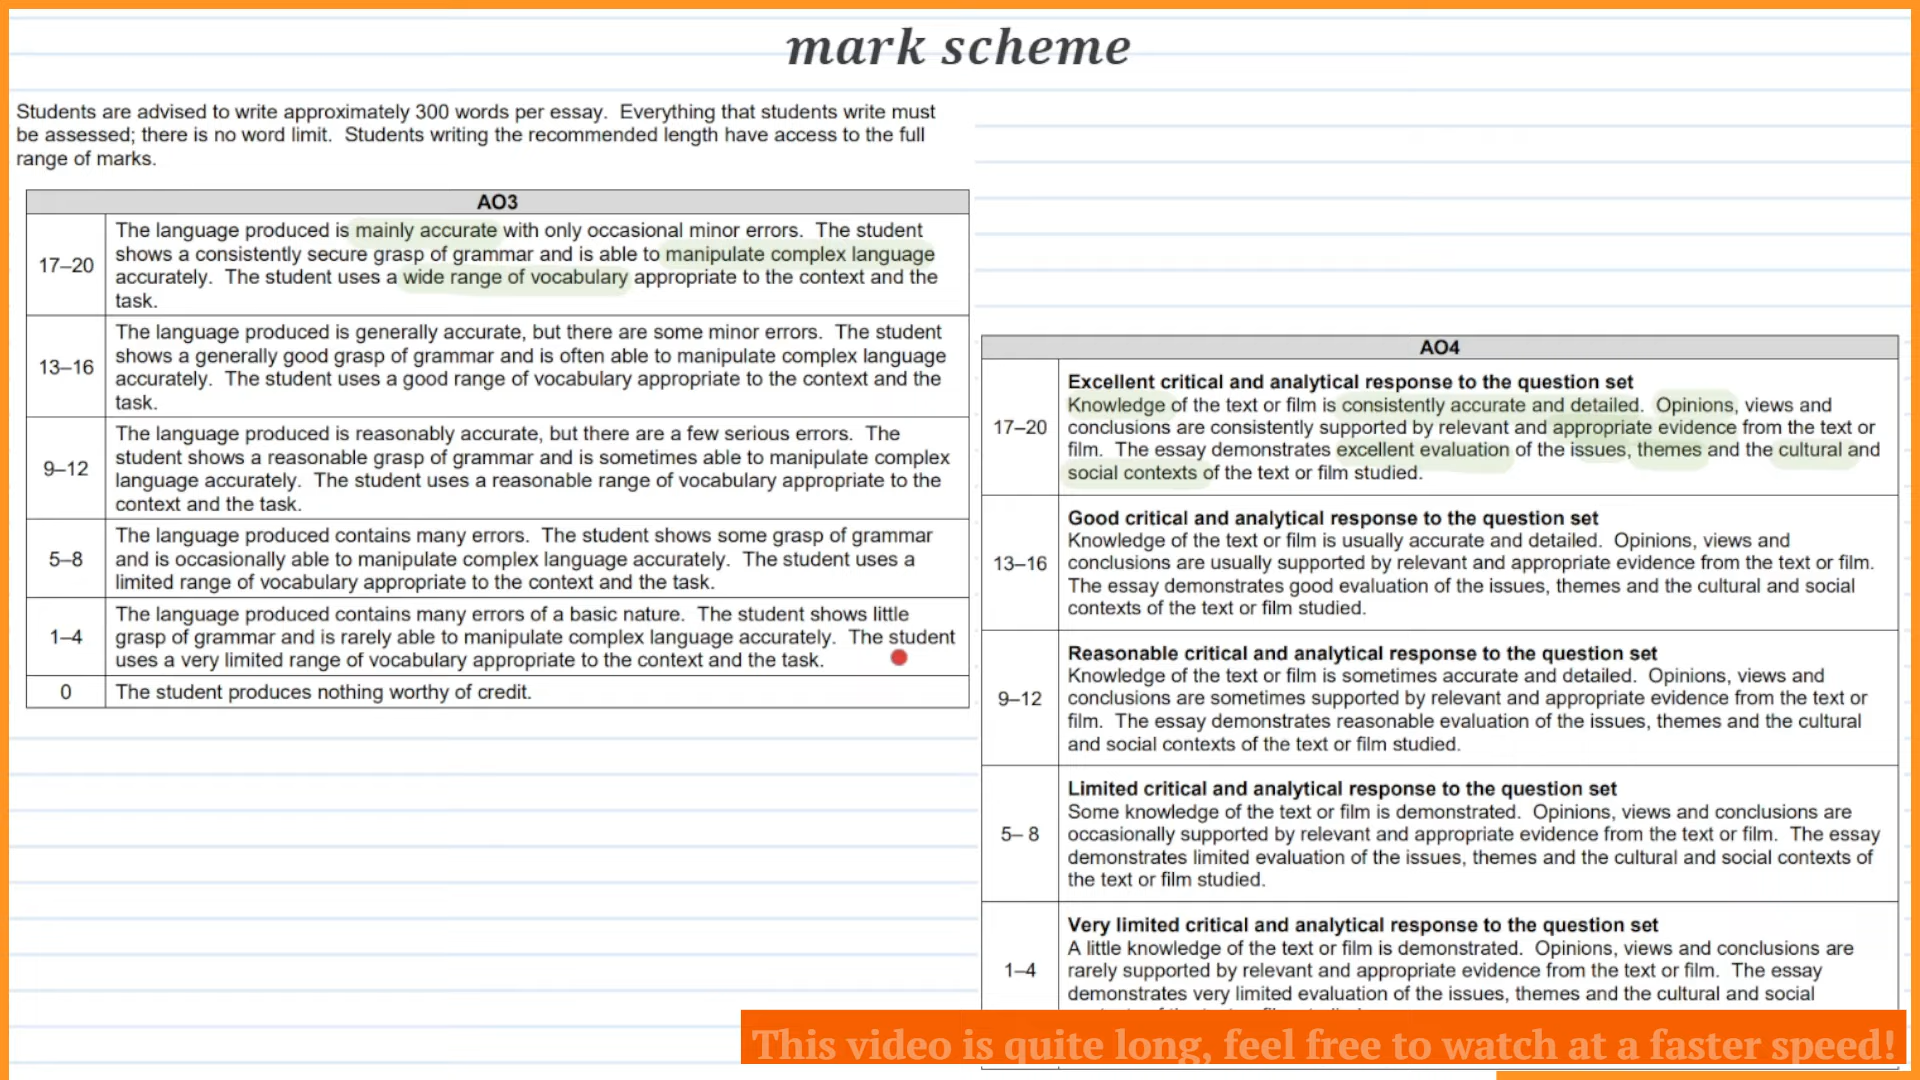 mark scheme
Students are advised to write approximately 300 words per essay.  Everything that students write must
be assessed; there is no word limit.  Students writing the recommended length have access to the full
range of marks.
AO3
17–20
The language produced is mainly accurate with only occasional minor errors.  The student
shows a consistently secure grasp of grammar and is able to manipulate complex language
accurately.  The student uses a wide range of vocabulary appropriate to the context and the
task.
13–16
The language produced is generally accurate, but there are some minor errors.  The student
shows a generally good grasp of grammar and is often able to manipulate complex language
accurately.  The student uses a good range of vocabulary appropriate to the context and the
task.
9–12
The language produced is reasonably accurate, but there are a few serious errors.  The
student shows a reasonable grasp of grammar and is sometimes able to manipulate complex
language accurately.  The student uses a reasonable range of vocabulary appropriate to the
context and the task.
5–8
The language produced contains many errors.  The student shows some grasp of grammar
and is occasionally able to manipulate complex language accurately.  The student uses a
limited range of vocabulary appropriate to the context and the task.
1–4
The language produced contains many errors of a basic nature.  The student shows little
grasp of grammar and is rarely able to manipulate complex language accurately.  The student
uses a very limited range of vocabulary appropriate to the context and the task.
0
The student produces nothing worthy of credit.
AO4
17–20
Excellent critical and analytical response to the question set
Knowledge of the text or film is consistently accurate and detailed.  Opinions, views and
conclusions are consistently supported by relevant and appropriate evidence from the text or
film.  The essay demonstrates excellent evaluation of the issues, themes and the cultural and
social contexts of the text or film studied.
13–16
Good critical and analytical response to the question set
Knowledge of the text or film is usually accurate and detailed.  Opinions, views and
conclusions are usually supported by relevant and appropriate evidence from the text or film.
The essay demonstrates good evaluation of the issues, themes and the cultural and social
contexts of the text or film studied.
9–12
Reasonable critical and analytical response to the question set
Knowledge of the text or film is sometimes accurate and detailed.  Opinions, views and
conclusions are sometimes supported by relevant and appropriate evidence from the text or
film.  The essay demonstrates reasonable evaluation of the issues, themes and the cultural
and social contexts of the text or film studied.
5– 8
Limited critical and analytical response to the question set
Some knowledge of the text or film is demonstrated.  Opinions, views and conclusions are
occasionally supported by relevant and appropriate evidence from the text or film.  The essay
demonstrates limited evaluation of the issues, themes and the cultural and social contexts of
the text or film studied.
1–4
Very limited critical and analytical response to the question set
A little knowledge of the text or film is demonstrated.  Opinions, views and conclusions are
rarely supported by relevant and appropriate evidence from the text or film.  The essay
demonstrates very limited evaluation of the issues, themes and the cultural and social
This video is quite long, feel free to watch at a faster speed!